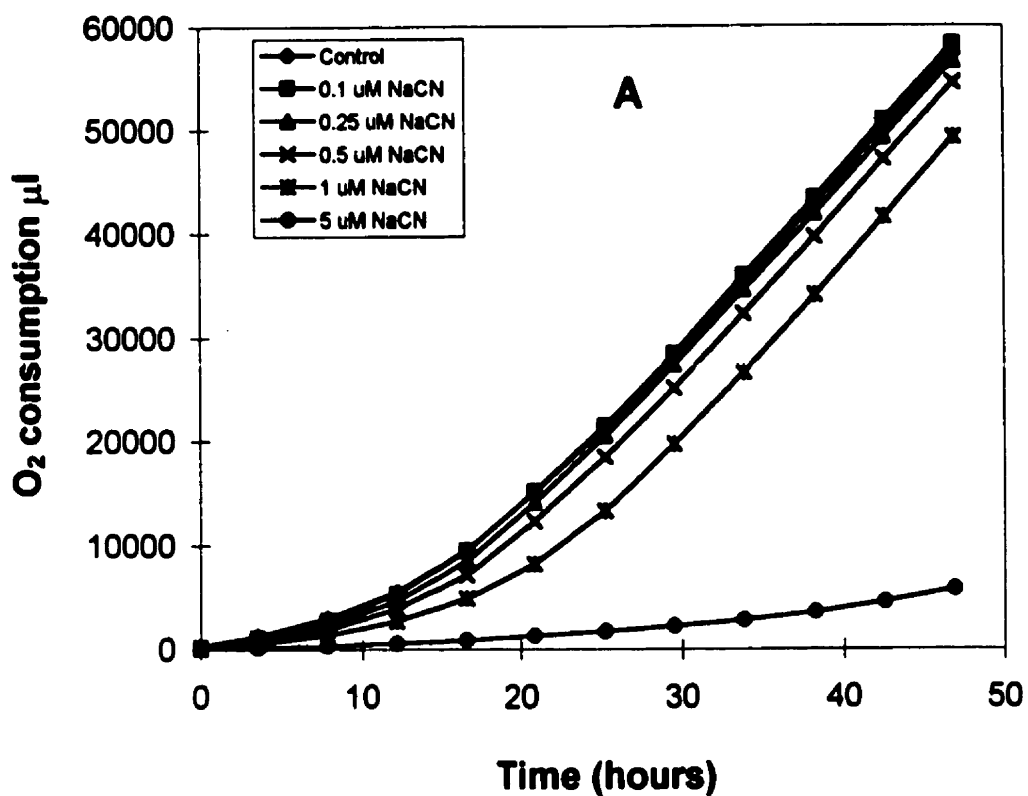 A
Control
0.1 uM NaCN
0.25 uM NaCN
0.5 uM NaCN
1 uM NaCN
5 uM NaCN
O₂ consumption µl
60000
50000
40000
30000
20000
10000
0
0 10 20 30 40 50
Time (hours)